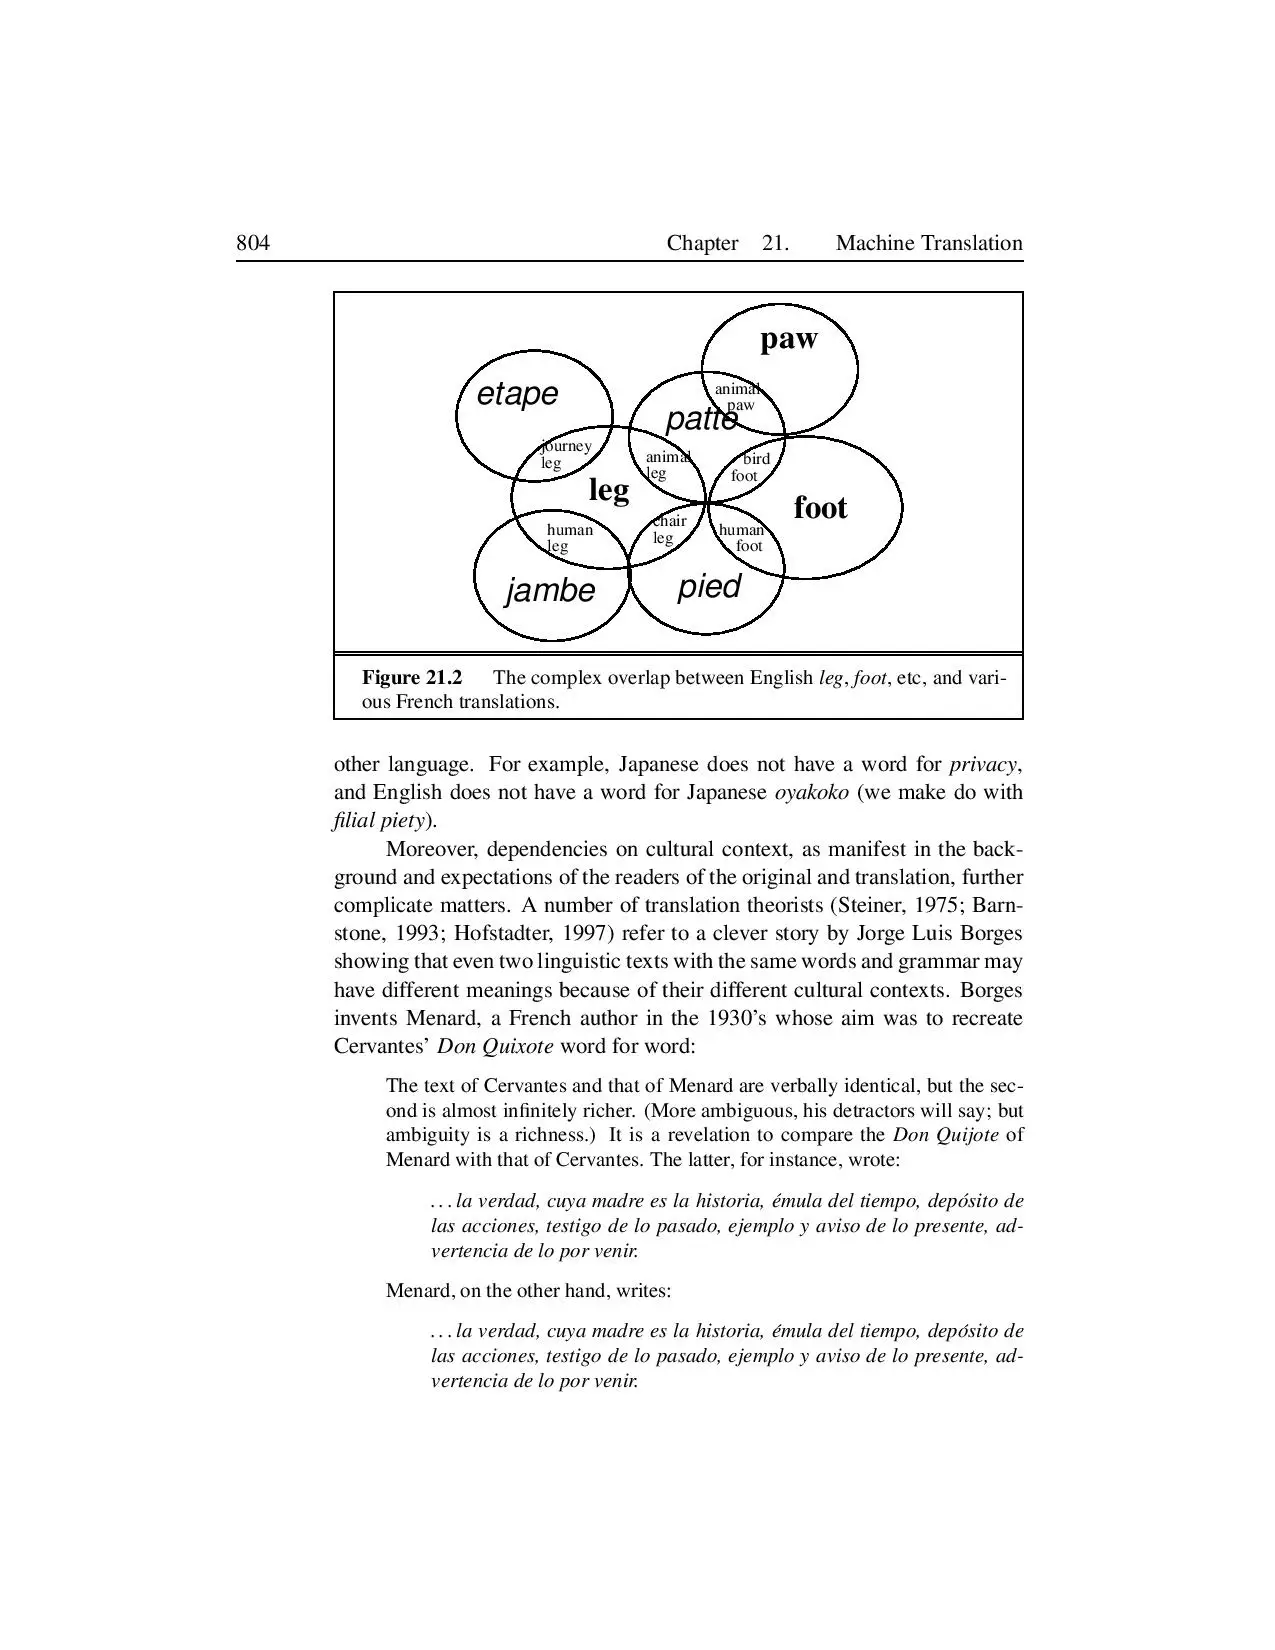 804 Chapter 21. Machine Translation
paw
etape
animal
paw
patte
journey
leg
animal
leg
bird
foot
leg
foot
human
leg
chair
leg
human
foot
jambe
pied
Figure 21.2 The complex overlap between English leg, foot, etc, and vari-
ous French translations.
other language. For example, Japanese does not have a word for privacy,
and English does not have a word for Japanese oyakoko (we make do with
filial piety).
Moreover, dependencies on cultural context, as manifest in the back-
ground and expectations of the readers of the original and translation, further
complicate matters. A number of translation theorists (Steiner, 1975; Barn-
stone, 1993; Hofstadter, 1997) refer to a clever story by Jorge Luis Borges
showing that even two linguistic texts with the same words and grammar may
have different meanings because of their different cultural contexts. Borges
invents Menard, a French author in the 1930's whose aim was to recreate
Cervantes' Don Quixote word for word:
The text of Cervantes and that of Menard are verbally identical, but the sec-
ond is almost infinitely richer. (More ambiguous, his detractors will say; but
ambiguity is a richness.) It is a revelation to compare the Don Quijote of
Menard with that of Cervantes. The latter, for instance, wrote:
...la verdad, cuya madre es la historia, émula del tiempo, depósito de
las acciones, testigo de lo pasado, ejemplo y aviso de lo presente, ad-
vertencia de lo por venir.
Menard, on the other hand, writes:
...la verdad, cuya madre es la historia, émula del tiempo, depósito de
las acciones, testigo de lo pasado, ejemplo y aviso de lo presente, ad-
vertencia de lo por venir.